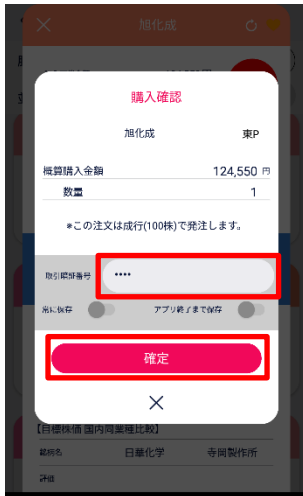 旭化成
購入確認
旭化成 東P
概算購入金額 124,550 円
数量 1
※この注文は成行(100株)で発注します。
取引暗証番号 ••••
常に保存 アプリ終了まで保存
確定
【目標株価 国内同業種比較】
銘柄名 日華化学 寺岡製作所
評価